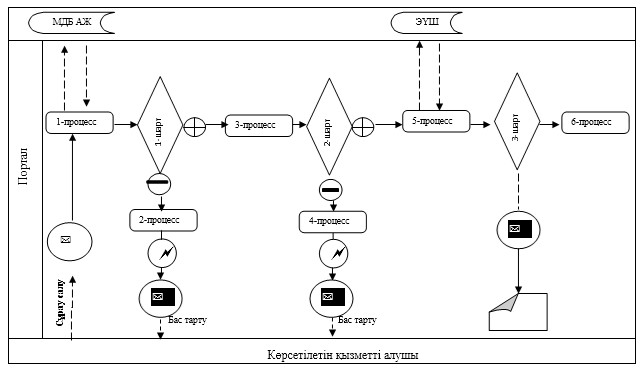 МДБ АЖ
ЭҮШ
Портал
1-процесс
1-шарт
3-процесс
2-шарт
5-процесс
3-шарт
6-процесс
2-процесс
4-процесс
Сұрау салу
Бас тарту
Бас тарту
Көрсетілетін қызметті алушы